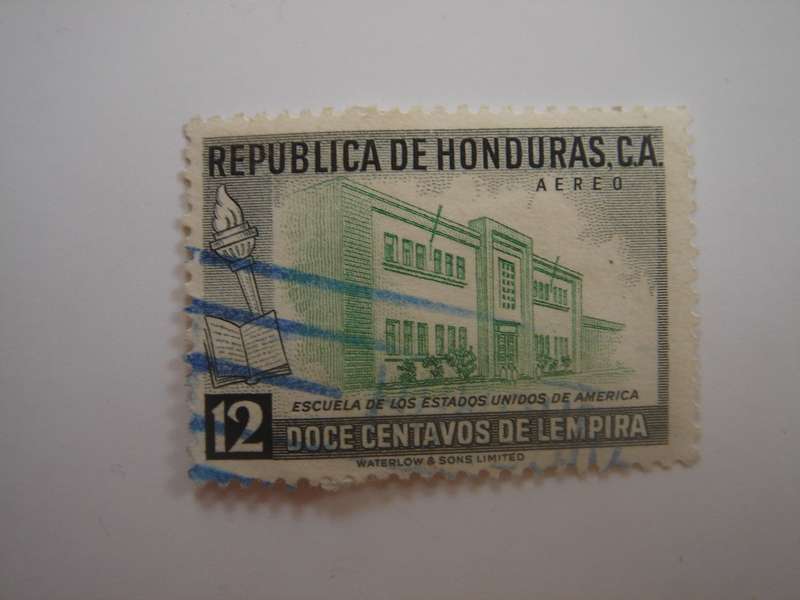 REPUBLICA DE HONDURAS, C.A.
AEREO
ESCUELA DE LOS ESTADOS UNIDOS DE AMERICA
12 DOCE CENTAVOS DE LEMPIRA
WATERLOW & SONS LIMITED